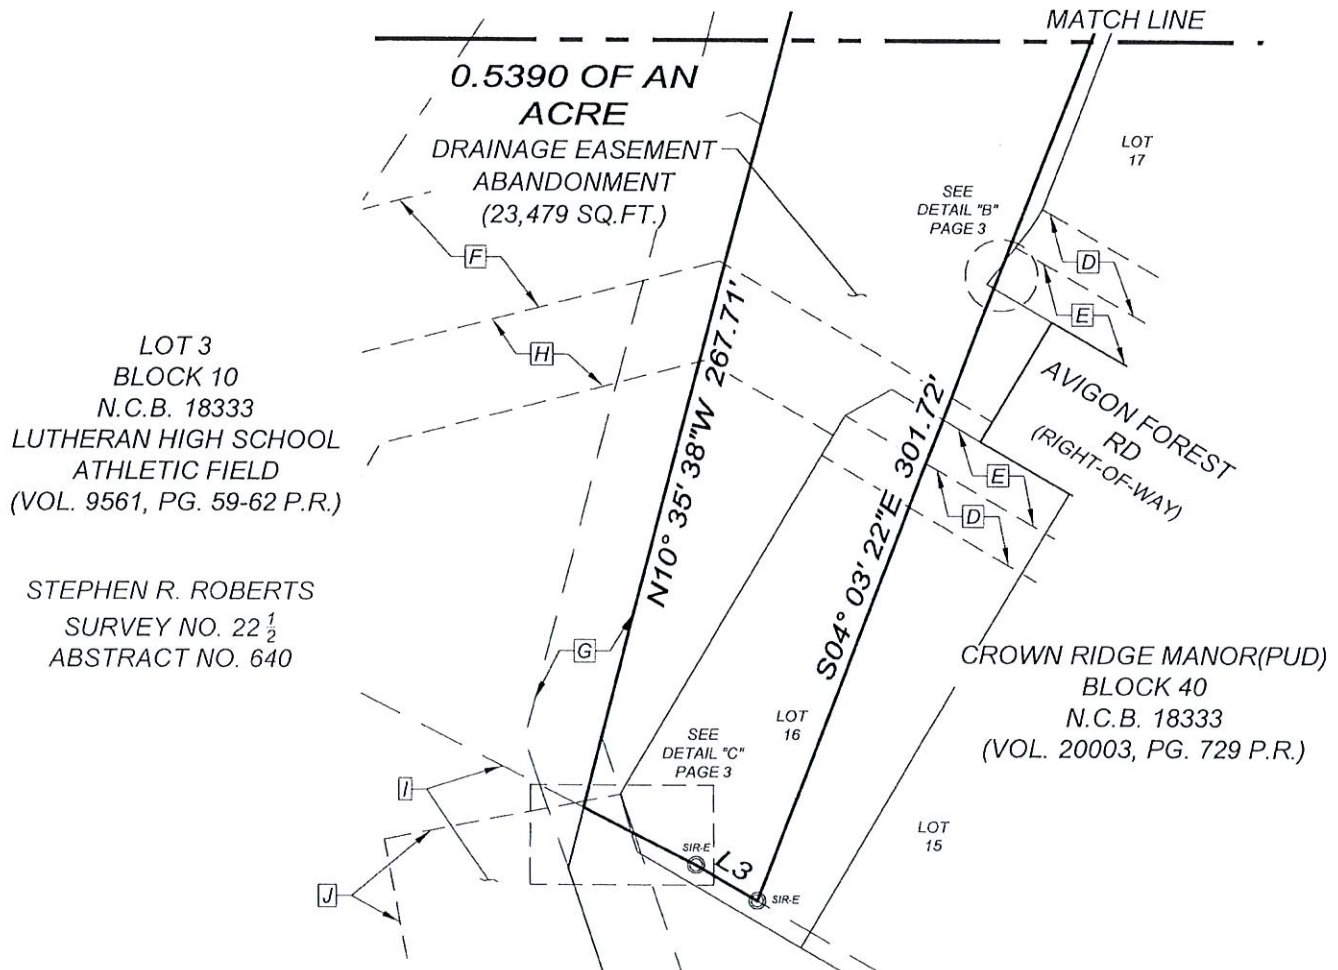 MATCH LINE
0.5390 OF AN
ACRE
DRAINAGE EASEMENT
ABANDONMENT
(23,479 SQ.FT.)
LOT
17
SEE
DETAIL "B"
PAGE 3
D
E
F
H
N10° 35' 38"W 267.71'
S04° 03' 22"E 301.72'
AVIGON FOREST
RD
(RIGHT-OF-WAY)
E
D
LOT 3
BLOCK 10
N.C.B. 18333
LUTHERAN HIGH SCHOOL
ATHLETIC FIELD
(VOL. 9561, PG. 59-62 P.R.)
STEPHEN R. ROBERTS
SURVEY NO. 22 1/2
ABSTRACT NO. 640
G
CROWN RIDGE MANOR(PUD)
BLOCK 40
N.C.B. 18333
(VOL. 20003, PG. 729 P.R.)
LOT
16
SEE
DETAIL "C"
PAGE 3
I
LOT
15
SIR-E
L3
SIR-E
J